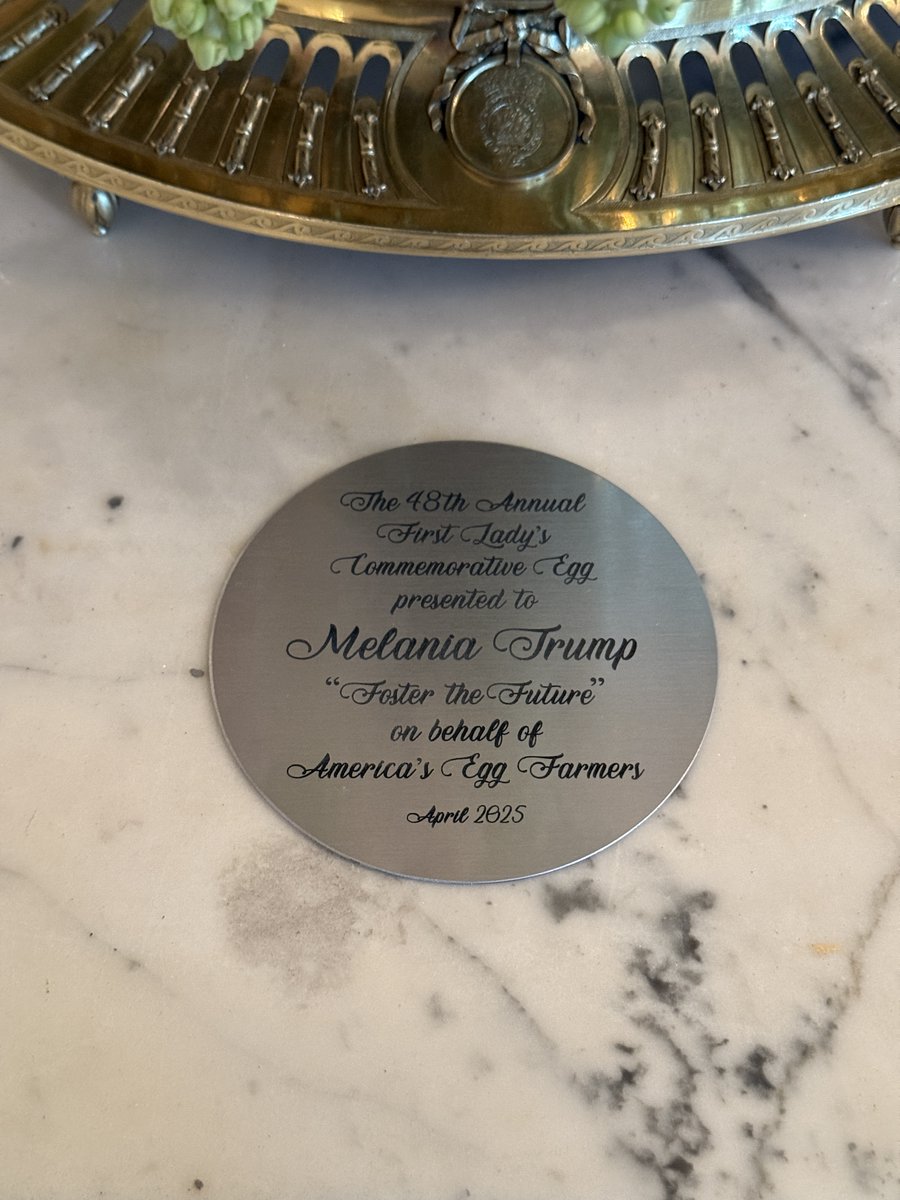 The 48th Annual
First Lady's
Commemorative Egg
presented to
Melania Trump
“Foster the Future”
on behalf of
America's Egg Farmers
April 2025